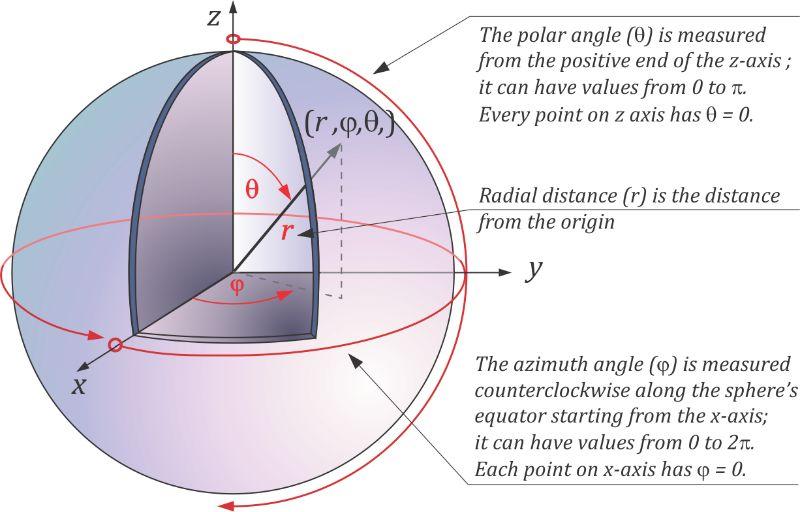 z
The polar angle (θ) is measured
from the positive end of the z-axis ;
it can have values from 0 to π.
Every point on z axis has θ = 0.
(r ,φ,θ,)
θ
Radial distance (r) is the distance
from the origin
r
y
φ
x
The azimuth angle (φ) is measured
counterclockwise along the sphere's
equator starting from the x-axis;
it can have values from 0 to 2π.
Each point on x-axis has φ = 0.